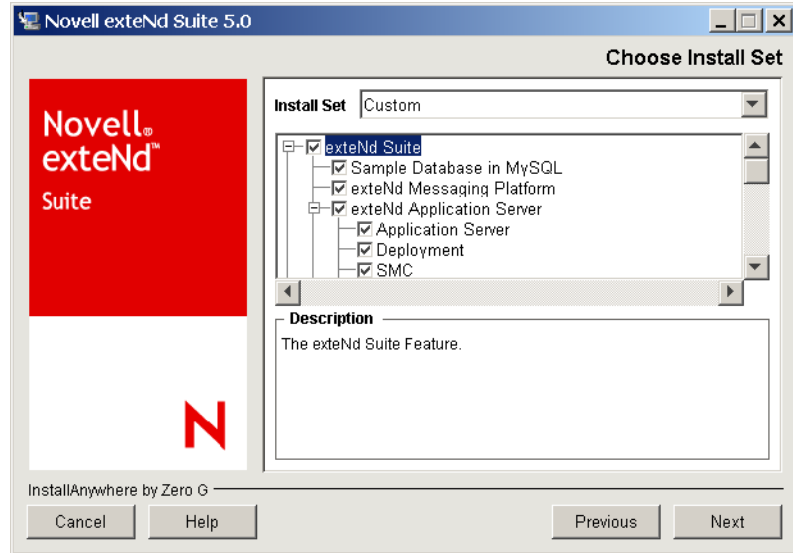 Novell exteNd Suite 5.0
Choose Install Set
Novell®
exteNd™
Suite
Install Set Custom
exteNd Suite
Sample Database in MySQL
exteNd Messaging Platform
exteNd Application Server
Application Server
Deployment
SMC
Description
The exteNd Suite Feature.
N
InstallAnywhere by Zero G
Cancel Help Previous Next